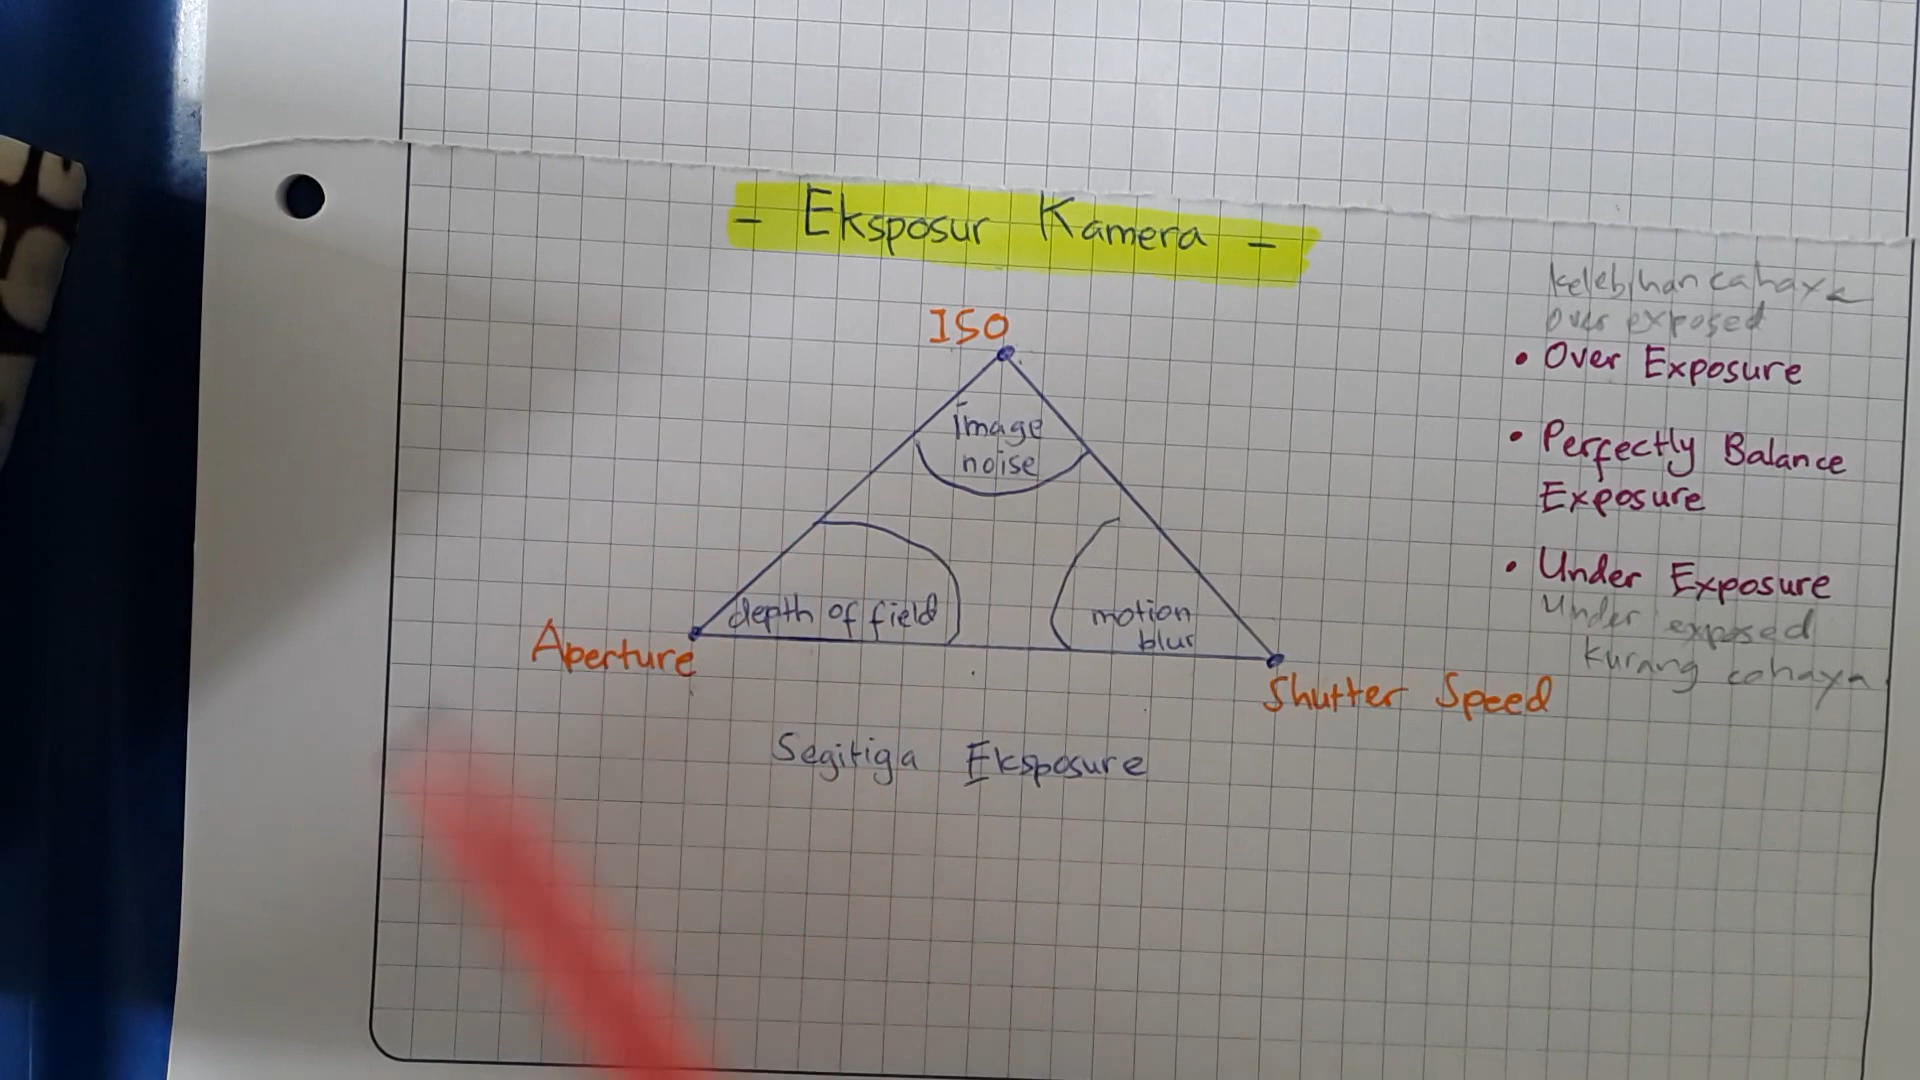 - Eksposur Kamera -
ISO
image
noise
depth of field
motion
blur
Aperture
Shutter Speed
Segitiga Eksposure
kelebihan cahaya
over exposed
• Over Exposure
• Perfectly Balance
Exposure
• Under Exposure
Under exposed
kurang cahaya